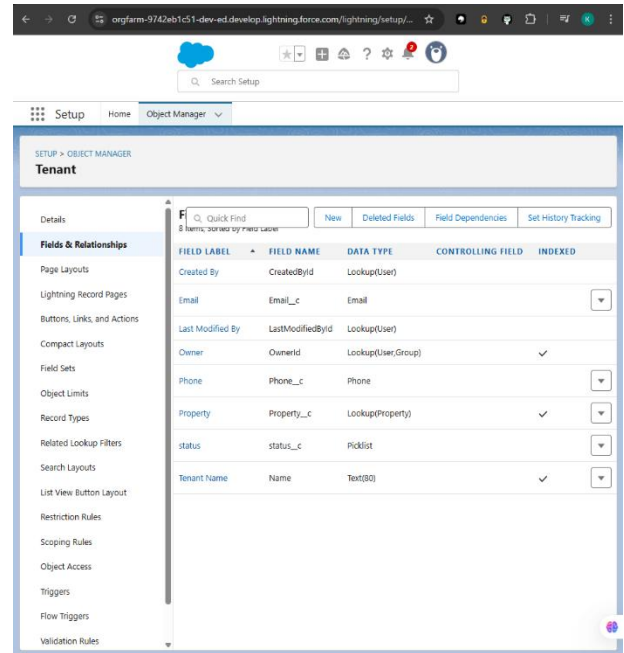 orgfarm-9742eb1c51-dev-ed.develop.lightning.force.com/lightning/setup/...
K
2
Search Setup
Setup Home Object Manager
SETUP > OBJECT MANAGER
Tenant
Details
Fields & Relationships
Page Layouts
Lightning Record Pages
Buttons, Links, and Actions
Compact Layouts
Field Sets
Object Limits
Record Types
Related Lookup Filters
Search Layouts
List View Button Layout
Restriction Rules
Scoping Rules
Object Access
Triggers
Flow Triggers
Validation Rules
Quick Find New Deleted Fields Field Dependencies Set History Tracking
8 Items, Sorted by Field Label
FIELD LABEL FIELD NAME DATA TYPE CONTROLLING FIELD INDEXED
Created By CreatedById Lookup(User)
Email Email__c Email
Last Modified By LastModifiedById Lookup(User)
Owner OwnerId Lookup(User,Group)
Phone Phone__c Phone
Property Property__c Lookup(Property)
status status__c Picklist
Tenant Name Name Text(80)